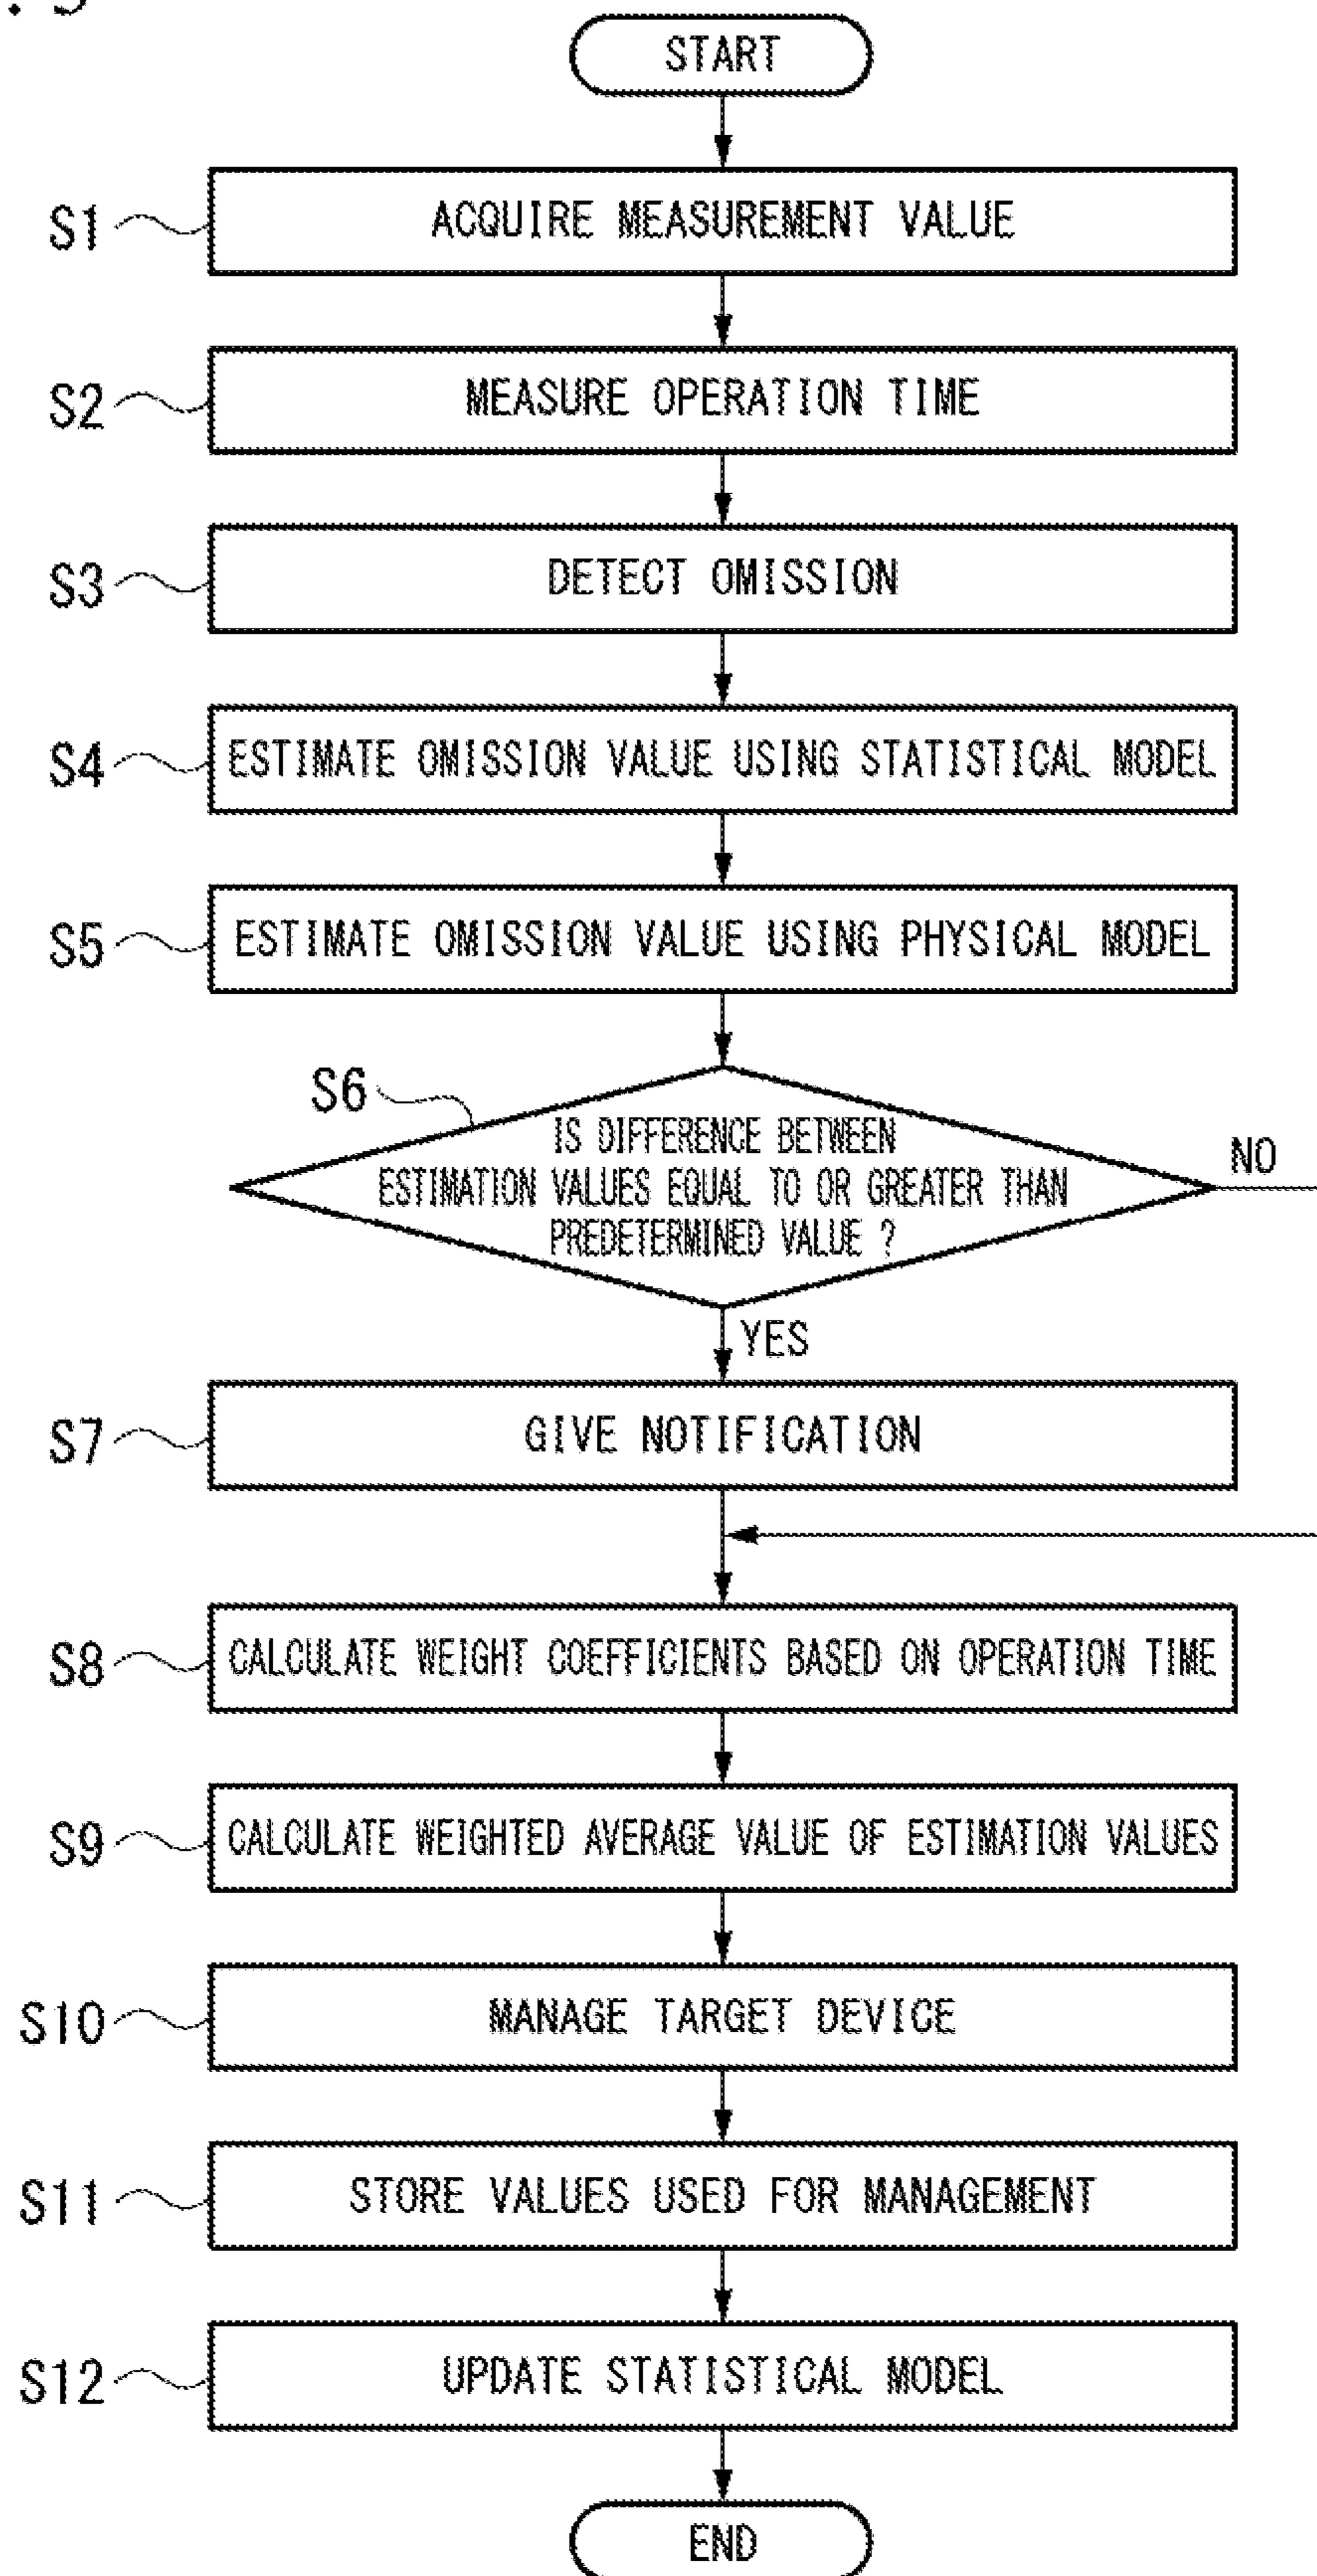 START
S1 ACQUIRE MEASUREMENT VALUE
S2 MEASURE OPERATION TIME
S3 DETECT OMISSION
S4 ESTIMATE OMISSION VALUE USING STATISTICAL MODEL
S5 ESTIMATE OMISSION VALUE USING PHYSICAL MODEL
S6
IS DIFFERENCE BETWEEN
ESTIMATION VALUES EQUAL TO OR GREATER THAN
PREDETERMINED VALUE ?
NO
YES
S7 GIVE NOTIFICATION
S8 CALCULATE WEIGHT COEFFICIENTS BASED ON OPERATION TIME
S9 CALCULATE WEIGHTED AVERAGE VALUE OF ESTIMATION VALUES
S10 MANAGE TARGET DEVICE
S11 STORE VALUES USED FOR MANAGEMENT
S12 UPDATE STATISTICAL MODEL
END